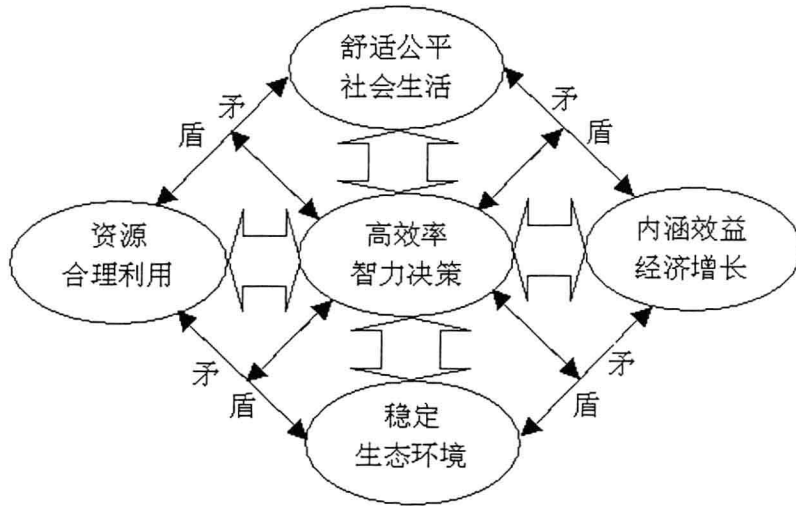 舒适公平
社会生活
矛
盾
矛
盾
资源
合理利用
高效率
智力决策
内涵效益
经济增长
矛
盾
矛
盾
稳定
生态环境